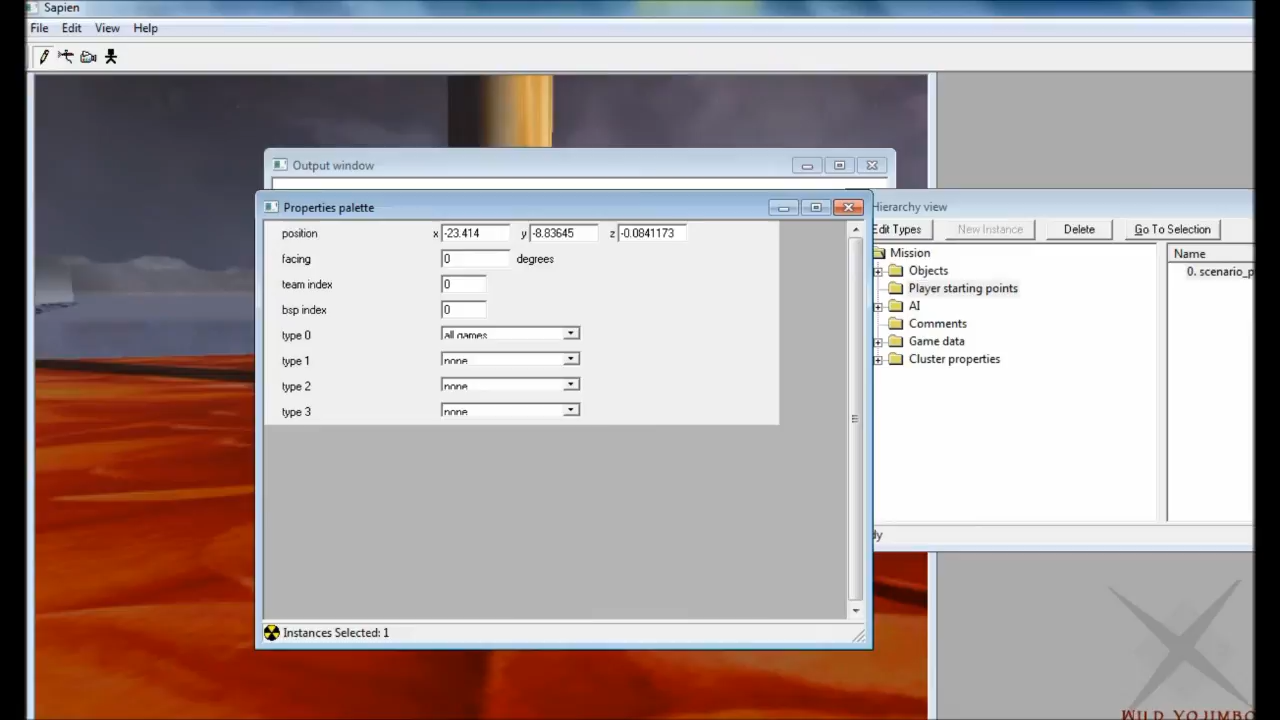 Sapien
File Edit View Help
Output window
Properties palette
position x -23.414 y -8.83645 z -0.0841173
facing 0 degrees
team index 0
bsp index 0
type 0 all games
type 1 none
type 2 none
type 3 none
Instances Selected: 1
Hierarchy view
Edit Types New Instance Delete Go To Selection
Mission
Objects
Player starting points
AI
Comments
Game data
Cluster properties
Name
0. scenario_p
WILD YOJIMBO